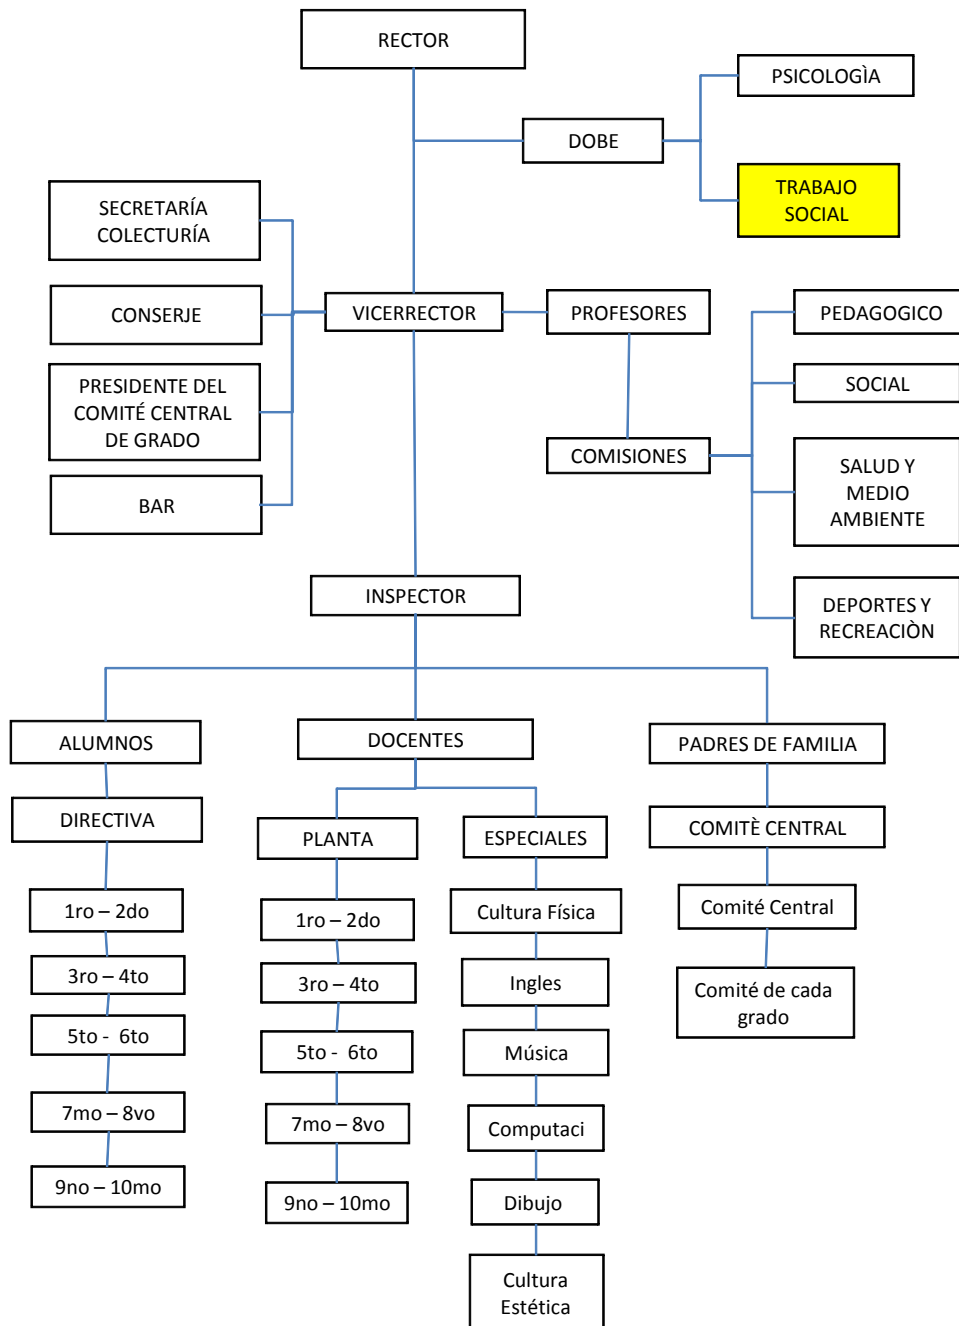 RECTOR
PSICOLOGÌA
DOBE
TRABAJO
SOCIAL
SECRETARÍA
COLECTURÍA
CONSERJE
VICERRECTOR
PROFESORES
PEDAGOGICO
SOCIAL
PRESIDENTE DEL
COMITÉ CENTRAL
DE GRADO
COMISIONES
SALUD Y
MEDIO
AMBIENTE
BAR
INSPECTOR
DEPORTES Y
RECREACIÒN
ALUMNOS
DOCENTES
PADRES DE FAMILIA
DIRECTIVA
PLANTA
ESPECIALES
COMITÈ CENTRAL
1ro – 2do
1ro – 2do
Cultura Física
Comité Central
3ro – 4to
3ro – 4to
Ingles
Comité de cada
grado
5to - 6to
5to - 6to
Música
7mo – 8vo
7mo – 8vo
Computaci
9no – 10mo
9no – 10mo
Dibujo
Cultura
Estética